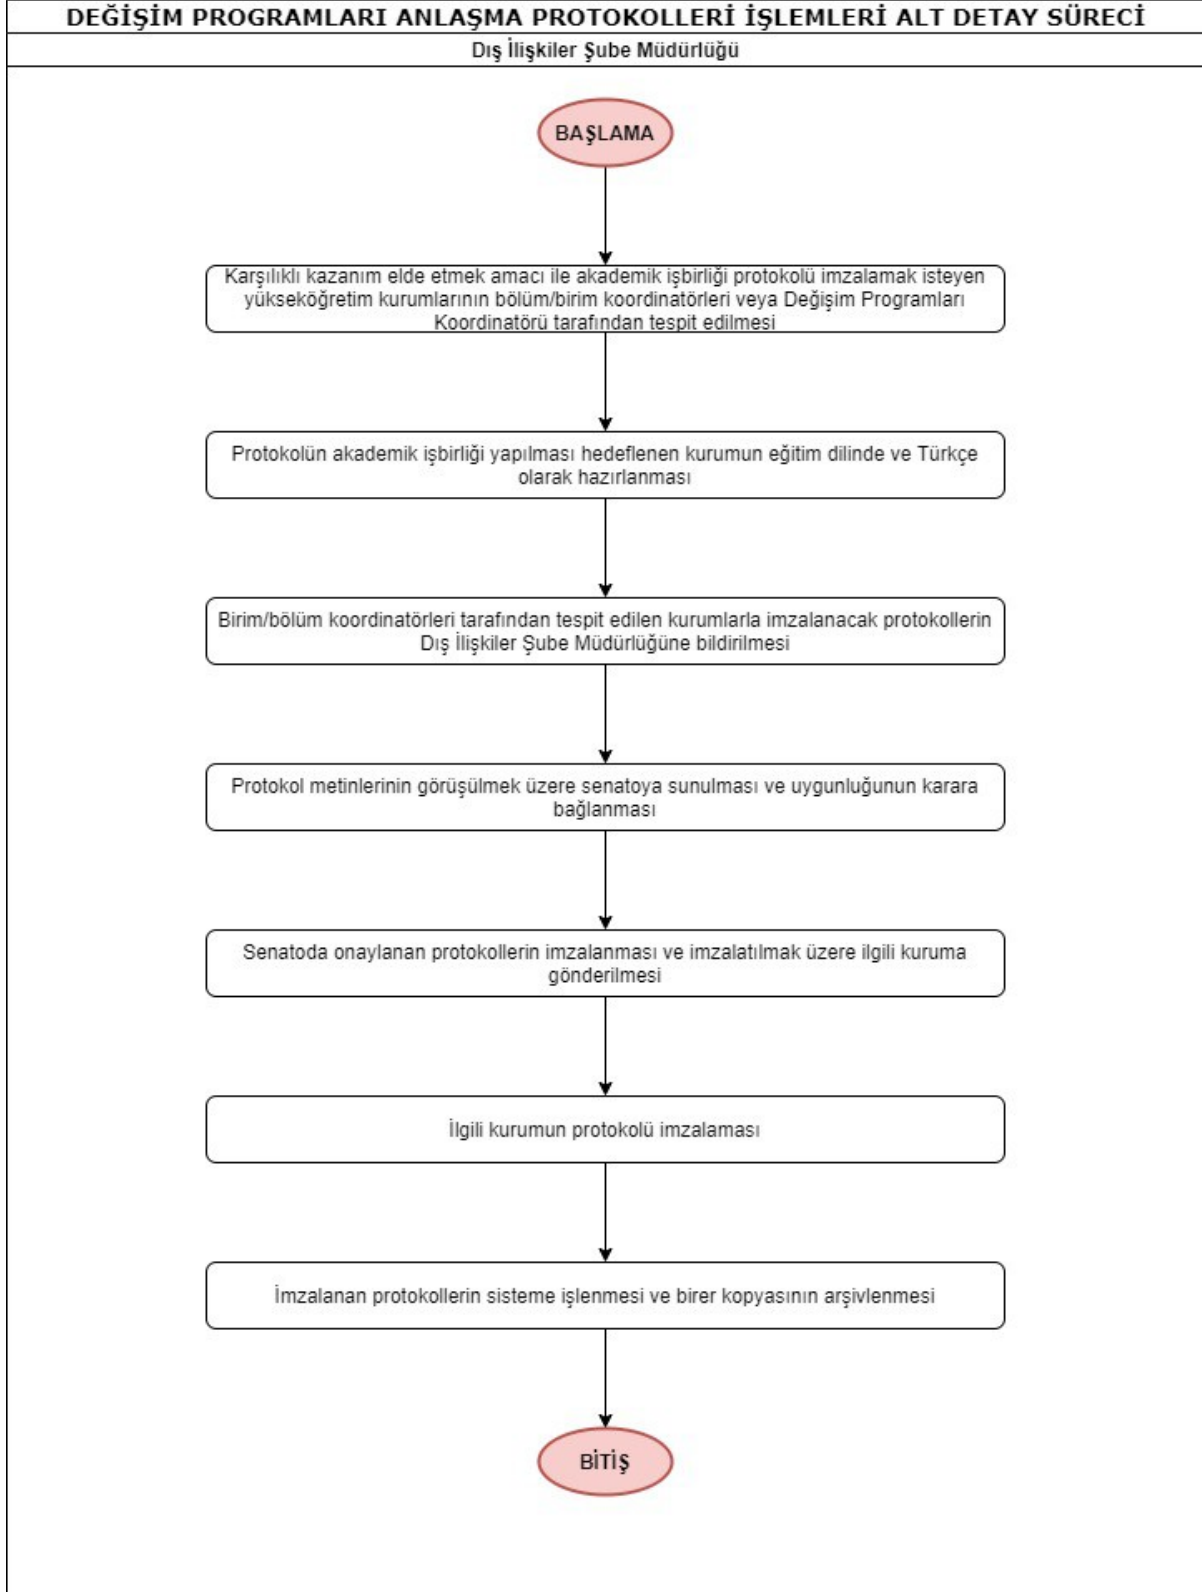 DEĞİŞİM PROGRAMLARI ANLAŞMA PROTOKOLLERİ İŞLEMLERİ ALT DETAY SÜRECİ
Dış İlişkiler Şube Müdürlüğü
BAŞLAMA
Karşılıklı kazanım elde etmek amacı ile akademik işbirliği protokolü imzalamak isteyen
yükseköğretim kurumlarının bölüm/birim koordinatörleri veya Değişim Programları
Koordinatörü tarafından tespit edilmesi
Protokolün akademik işbirliği yapılması hedeflenen kurumun eğitim dilinde ve Türkçe
olarak hazırlanması
Birim/bölüm koordinatörleri tarafından tespit edilen kurumlarla imzalanacak protokollerin
Dış İlişkiler Şube Müdürlüğüne bildirilmesi
Protokol metinlerinin görüşülmek üzere senatoya sunulması ve uygunluğunun karara
bağlanması
Senatoda onaylanan protokollerin imzalanması ve imzalatılmak üzere ilgili kuruma
gönderilmesi
İlgili kurumun protokolü imzalaması
İmzalanan protokollerin sisteme işlenmesi ve birer kopyasının arşivlenmesi
BİTİŞ